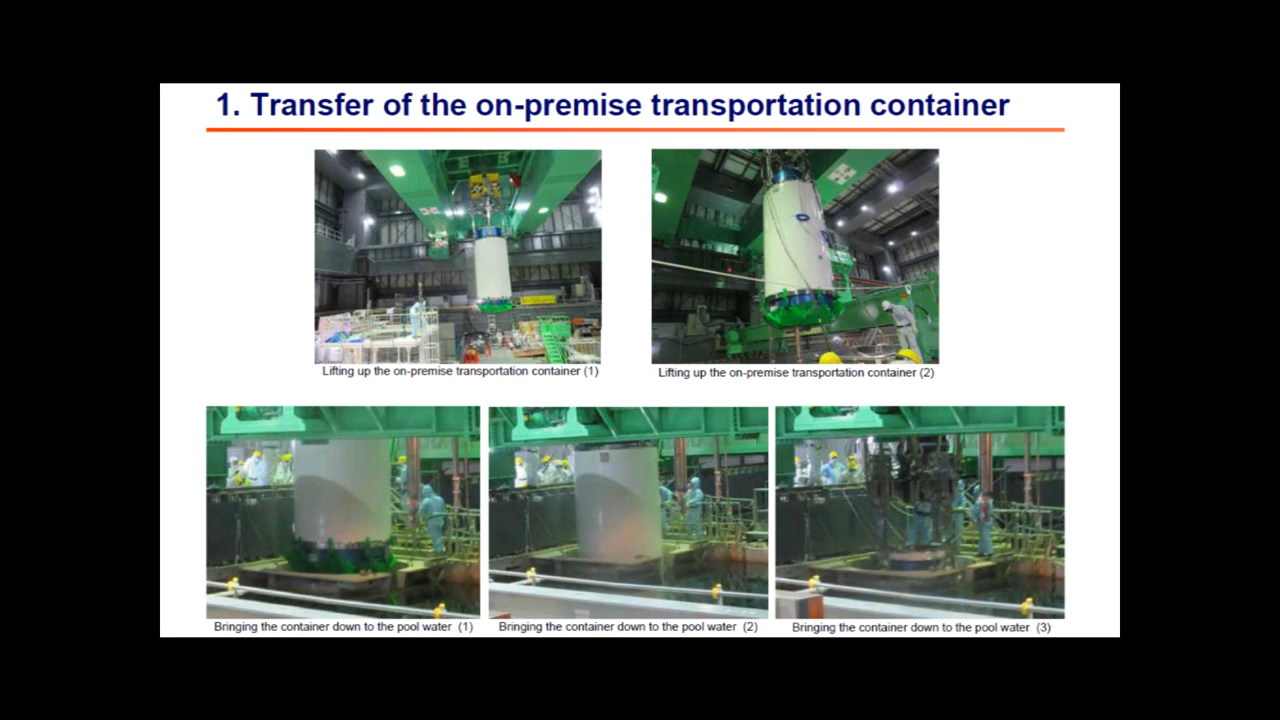 1. Transfer of the on-premise transportation container
Lifting up the on-premise transportation container (1)
Lifting up the on-premise transportation container (2)
Bringing the container down to the pool water (1)
Bringing the container down to the pool water (2)
Bringing the container down to the pool water (3)